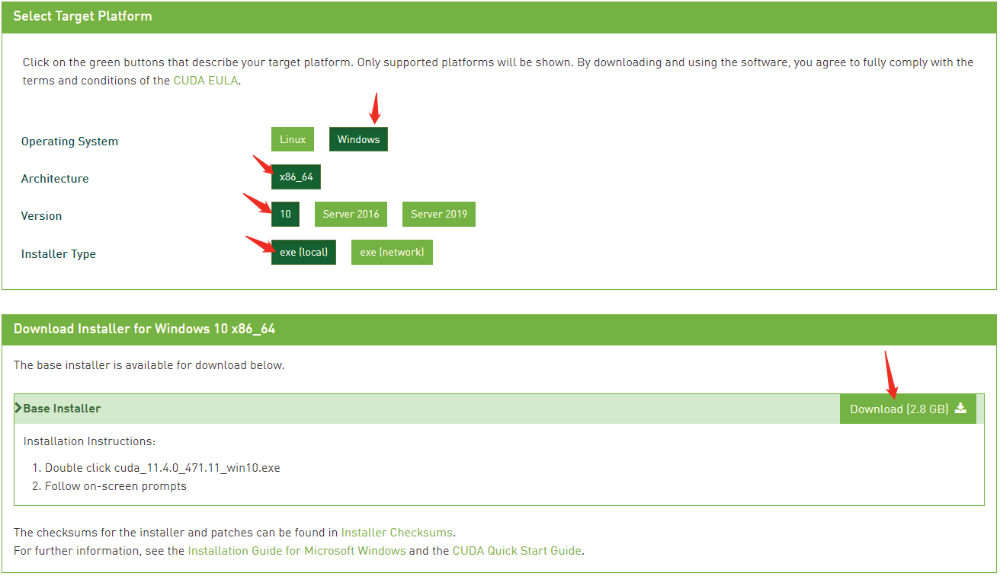 Select Target Platform
Click on the green buttons that describe your target platform. Only supported platforms will be shown. By downloading and using the software, you agree to fully comply with the
terms and conditions of the CUDA EULA.
Operating System
Linux
Windows
Architecture
x86_64
Version
10
Server 2016
Server 2019
Installer Type
exe (local)
exe (network)
Download Installer for Windows 10 x86_64
The base installer is available for download below.
Base Installer
Download (2.8 GB)
Installation Instructions:
1. Double click cuda_11.4.0_471.11_win10.exe
2. Follow on-screen prompts
The checksums for the installer and patches can be found in Installer Checksums.
For further information, see the Installation Guide for Microsoft Windows and the CUDA Quick Start Guide.